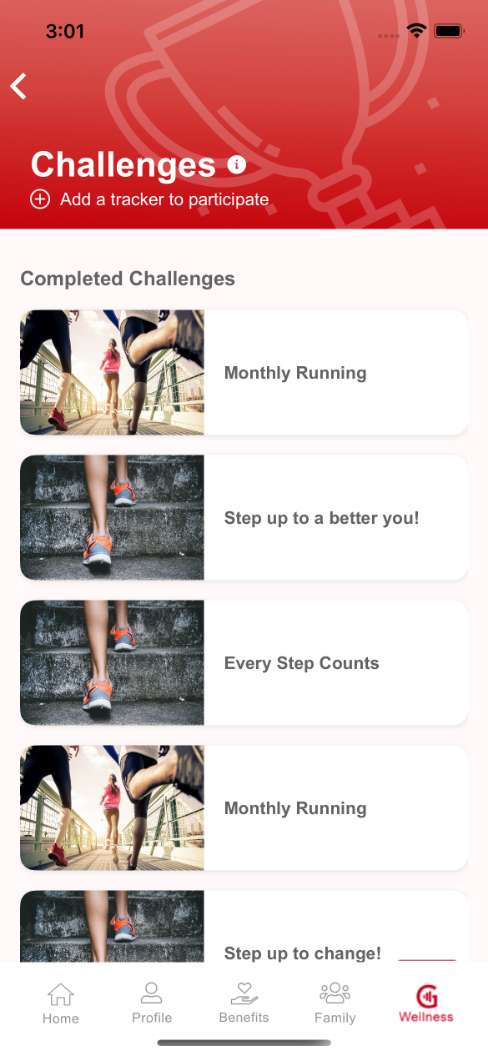 3:01
Challenges
Add a tracker to participate
Completed Challenges
Monthly Running
Step up to a better you!
Every Step Counts
Monthly Running
Step up to change!
Home
Profile
Benefits
Family
Wellness